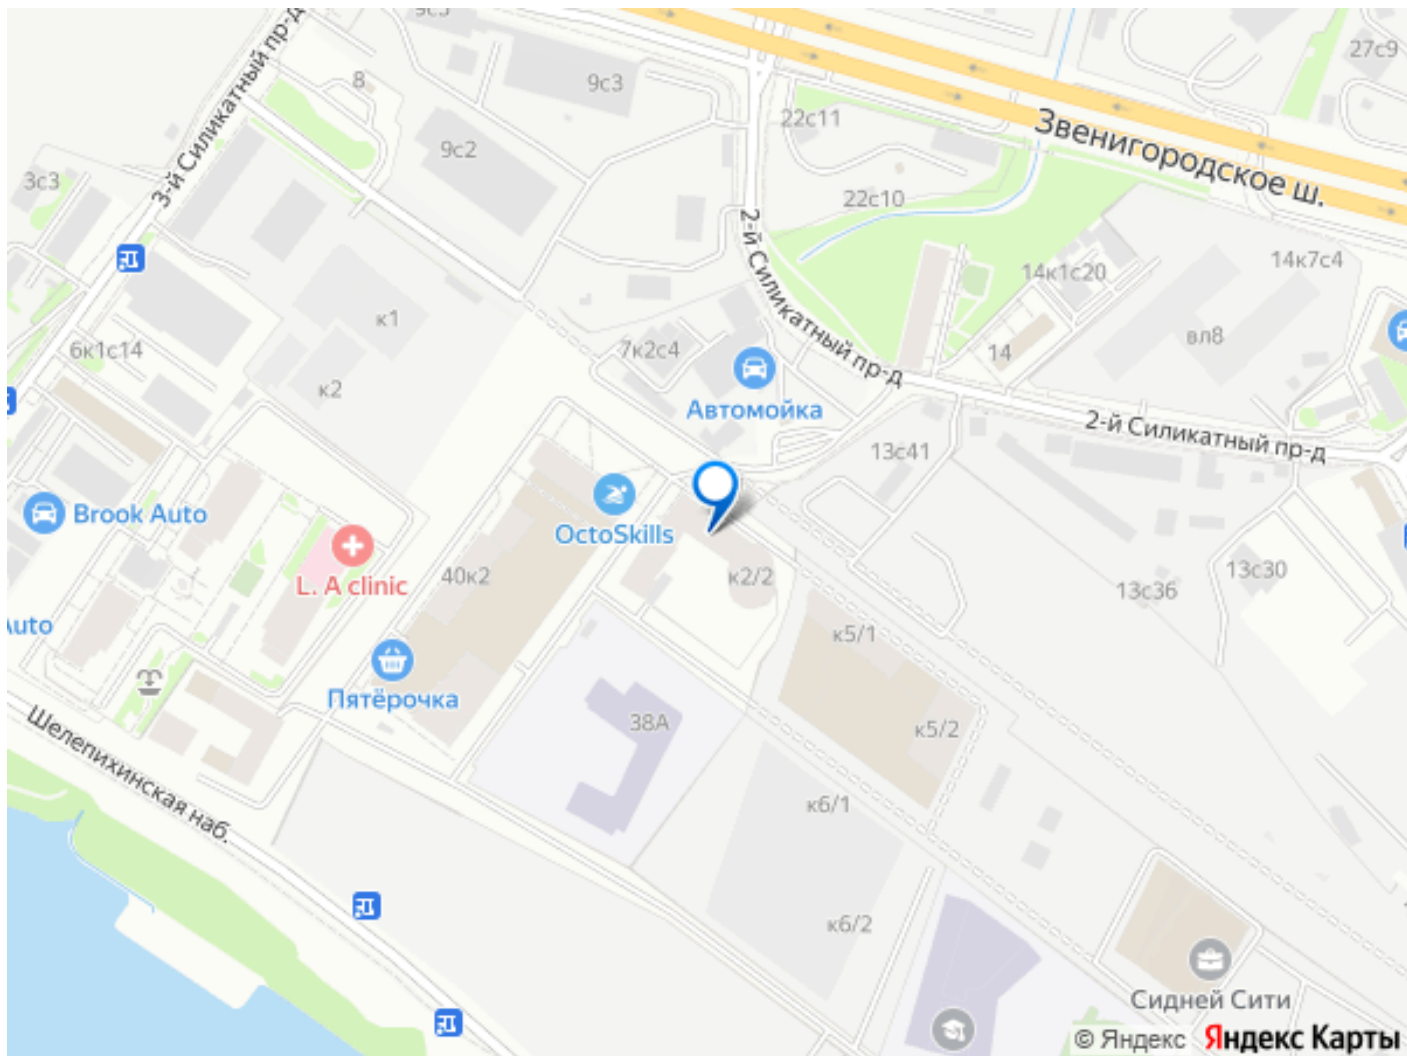 3-й Силикатный пр-д
8
9с3
27с9
22с11
Звенигородское ш.
9с2
3с3
22с10
2-й Силикатный пр-д
14к1с20
14к7с4
к1
7к2с4
14
вл8
6к1с14
к2
Автомойка
2-й Силикатный пр-д
13с41
Brook Auto
OctoSkills
L. A clinic
40к2
к2/2
13с30
13с36
Auto
к5/1
Пятёрочка
38А
к5/2
Шелепихинская наб.
к6/1
к6/2
Сидней Сити
© Яндекс Яндекс Карты